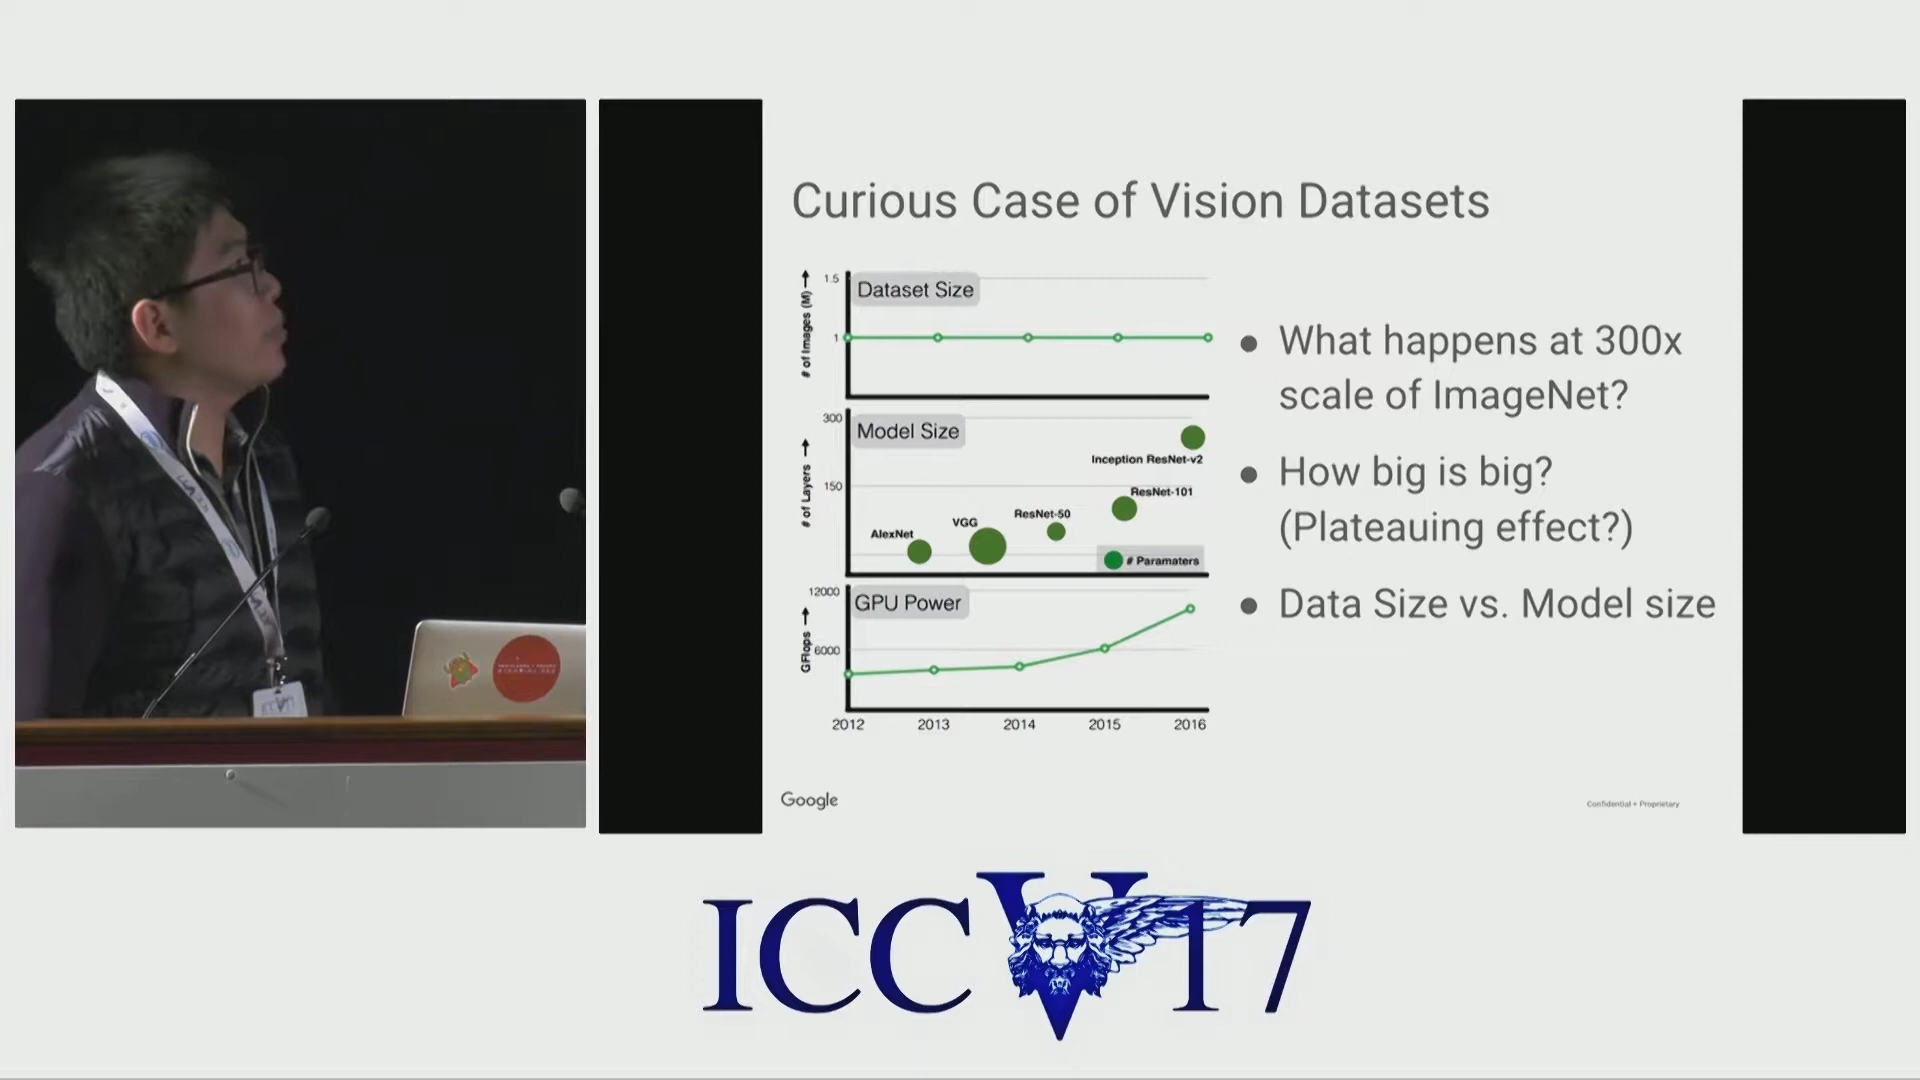 Curious Case of Vision Datasets
# of Images (M)
1.5
1
Dataset Size
# of Layers
300
150
Model Size
AlexNet
VGG
ResNet-50
ResNet-101
Inception ResNet-v2
# Paramaters
GFlops
12000
6000
GPU Power
2012 2013 2014 2015 2016
What happens at 300x
scale of ImageNet?
How big is big?
(Plateauing effect?)
Data Size vs. Model size
Google
Confidential + Proprietary
ICCV17